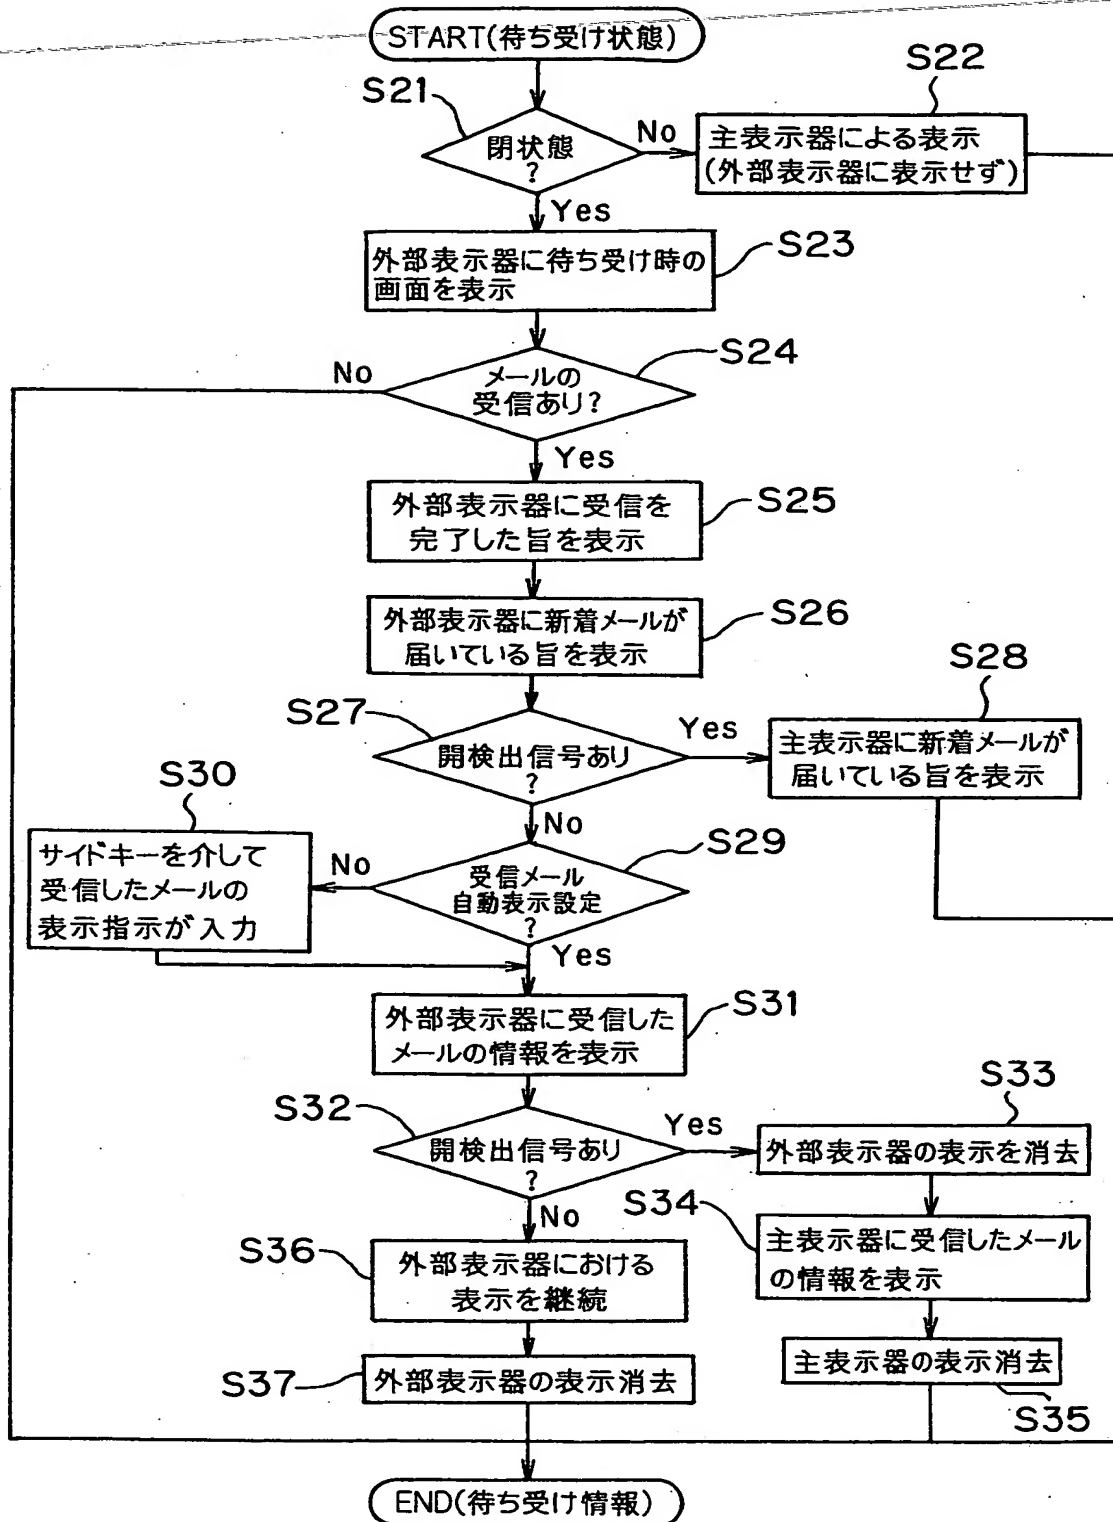 START(待ち受け状態)
S21
閉状態
?
No
S22
主表示器による表示
(外部表示器に表示せず)
Yes
外部表示器に待ち受け時の
画面を表示
S23
No
メールの
受信あり?
S24
Yes
外部表示器に受信を
完了した旨を表示
S25
外部表示器に新着メールが
届いている旨を表示
S26
S27
開検出信号あり
?
Yes
S28
主表示器に新着メールが
届いている旨を表示
No
S30
サイドキーを介して
受信したメールの
表示指示が入力
No
受信メール
自動表示設定
?
S29
Yes
外部表示器に受信した
メールの情報を表示
S31
S32
開検出信号あり
?
Yes
S33
外部表示器の表示を消去
No
S34
主表示器に受信したメール
の情報を表示
S36
外部表示器における
表示を継続
主表示器の表示消去
S35
S37
外部表示器の表示消去
END(待ち受け情報)